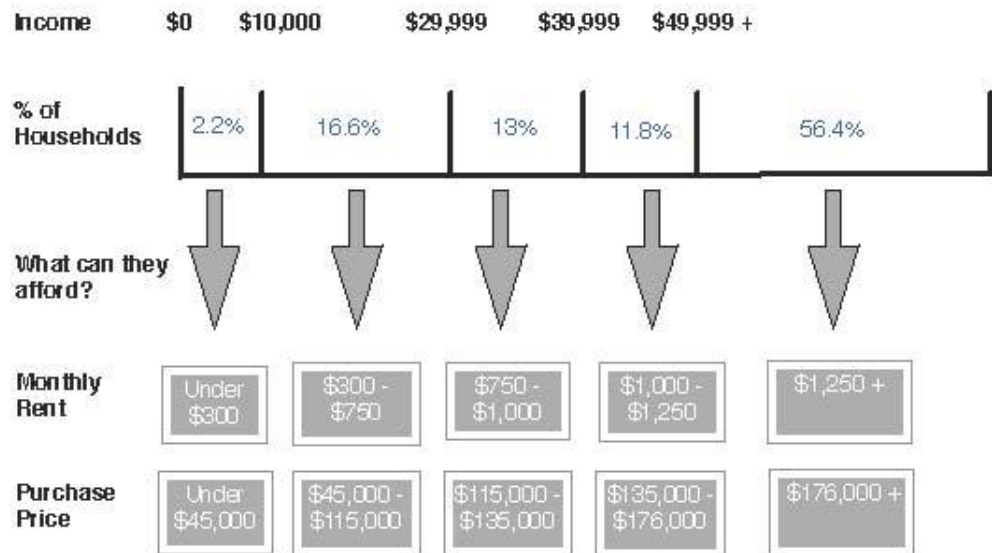 Income $0 $10,000 $29,999 $39,999 $49,999 +
% of
Households
2.2% 16.6% 13% 11.8% 56.4%
What can they
afford?
Monthly
Rent
Under
$300
$300 -
$750
$750 -
$1,000
$1,000 -
$1,250
$1,250 +
Purchase
Price
Under
$45,000
$45,000 -
$115,000
$115,000 -
$135,000
$135,000 -
$176,000
$176,000 +